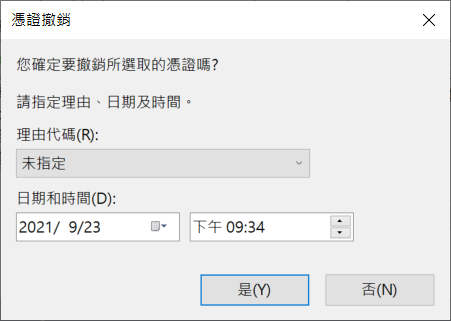 憑證撤銷
您確定要撤銷所選取的憑證嗎?
請指定理由、日期及時間。
理由代碼(R):
未指定
日期和時間(D):
2021/ 9/23
下午 09:34
是(Y)
否(N)